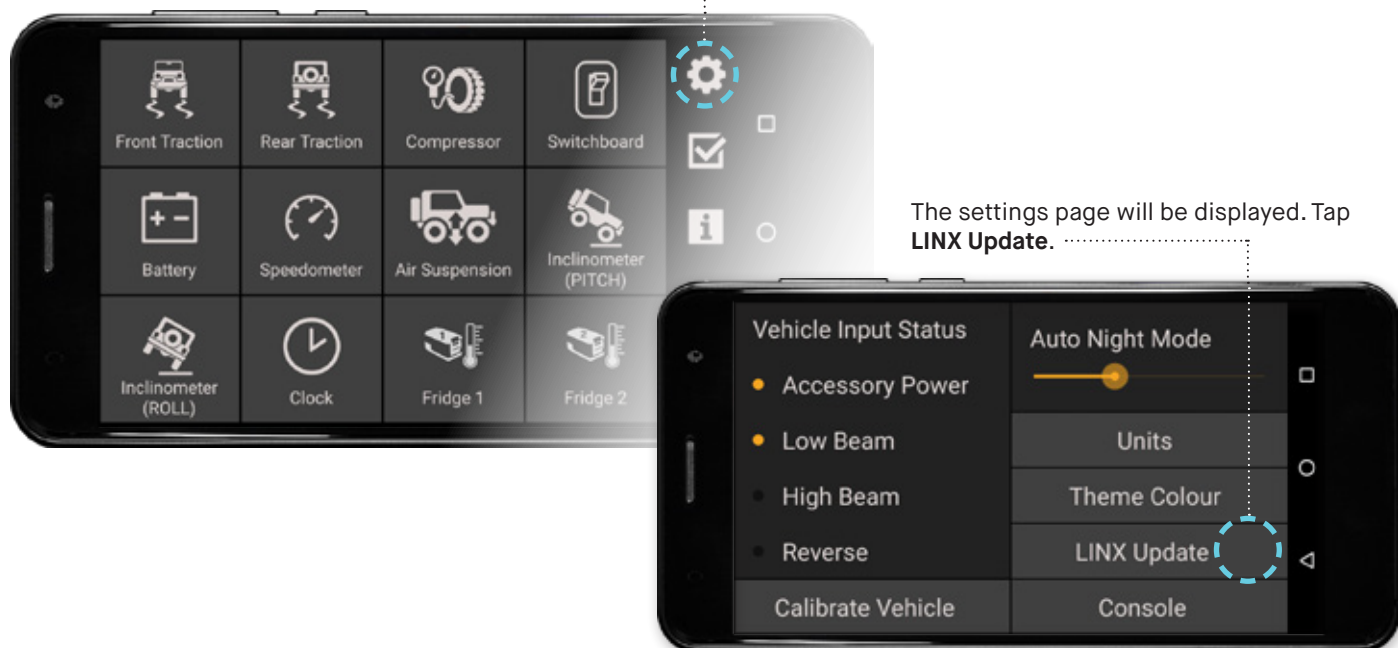 Front Traction
Rear Traction
Compressor
Switchboard
Battery
Speedometer
Air Suspension
Inclinometer
(PITCH)
Inclinometer
(ROLL)
Clock
1
Fridge 1
2
Fridge 2
The settings page will be displayed. Tap
LINX Update.
Vehicle Input Status
Accessory Power
Low Beam
High Beam
Reverse
Calibrate Vehicle
Auto Night Mode
Units
Theme Colour
LINX Update
Console